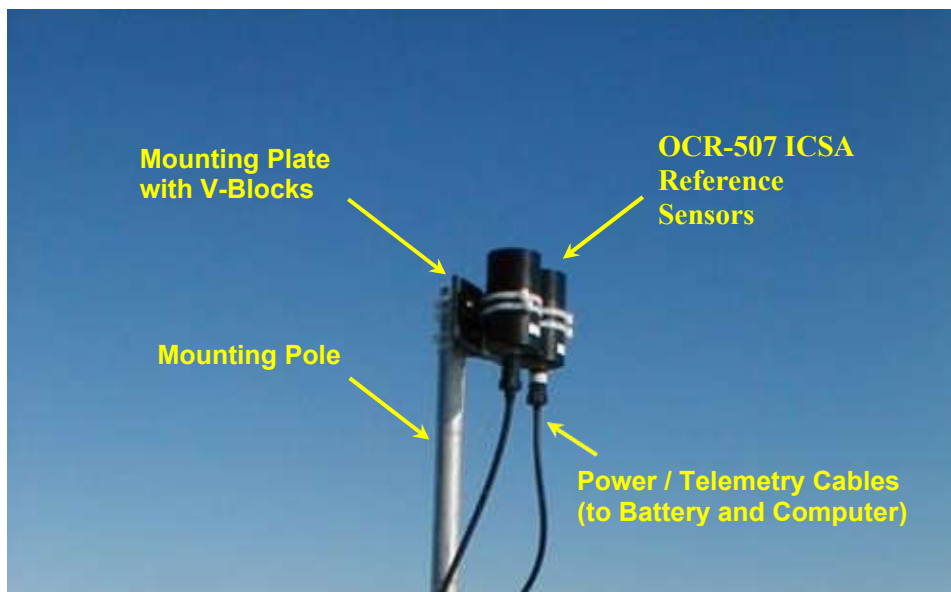 Mounting Plate
with V-Blocks
OCR-507 ICSA
Reference
Sensors
Mounting Pole
Power / Telemetry Cables
(to Battery and Computer)